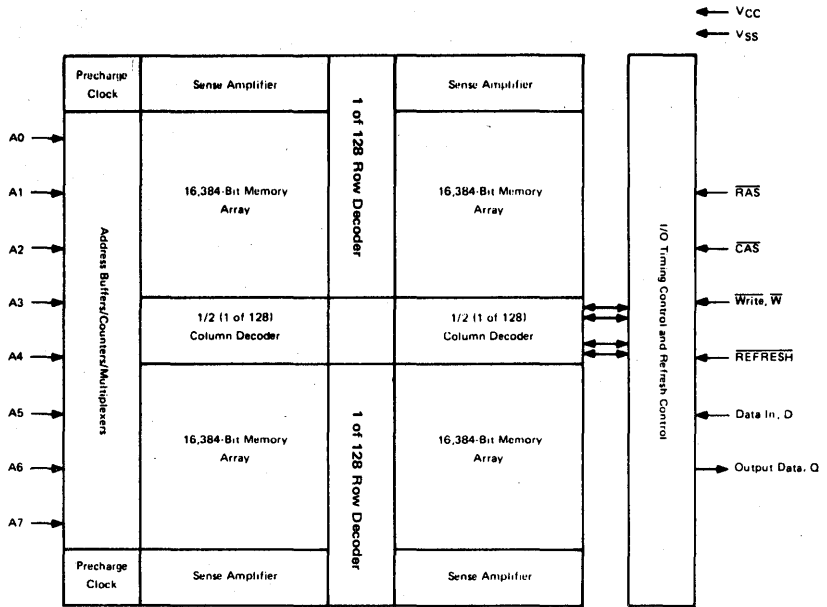 VCC
VSS
Precharge
Clock
Sense Amplifier
1 of 128 Row Decoder
Sense Amplifier
A0
A1
A2
A3
A4
A5
A6
A7
Address Buffers/Counters/Multiplexers
16,384-Bit Memory
Array
16,384-Bit Memory
Array
1/2 (1 of 128)
Column Decoder
1/2 (1 of 128)
Column Decoder
16,384-Bit Memory
Array
1 of 128 Row Decoder
16,384-Bit Memory
Array
Precharge
Clock
Sense Amplifier
Sense Amplifier
I/O Timing Control and Refresh Control
RAS
CAS
Write, W
REFRESH
Data In, D
Output Data, Q